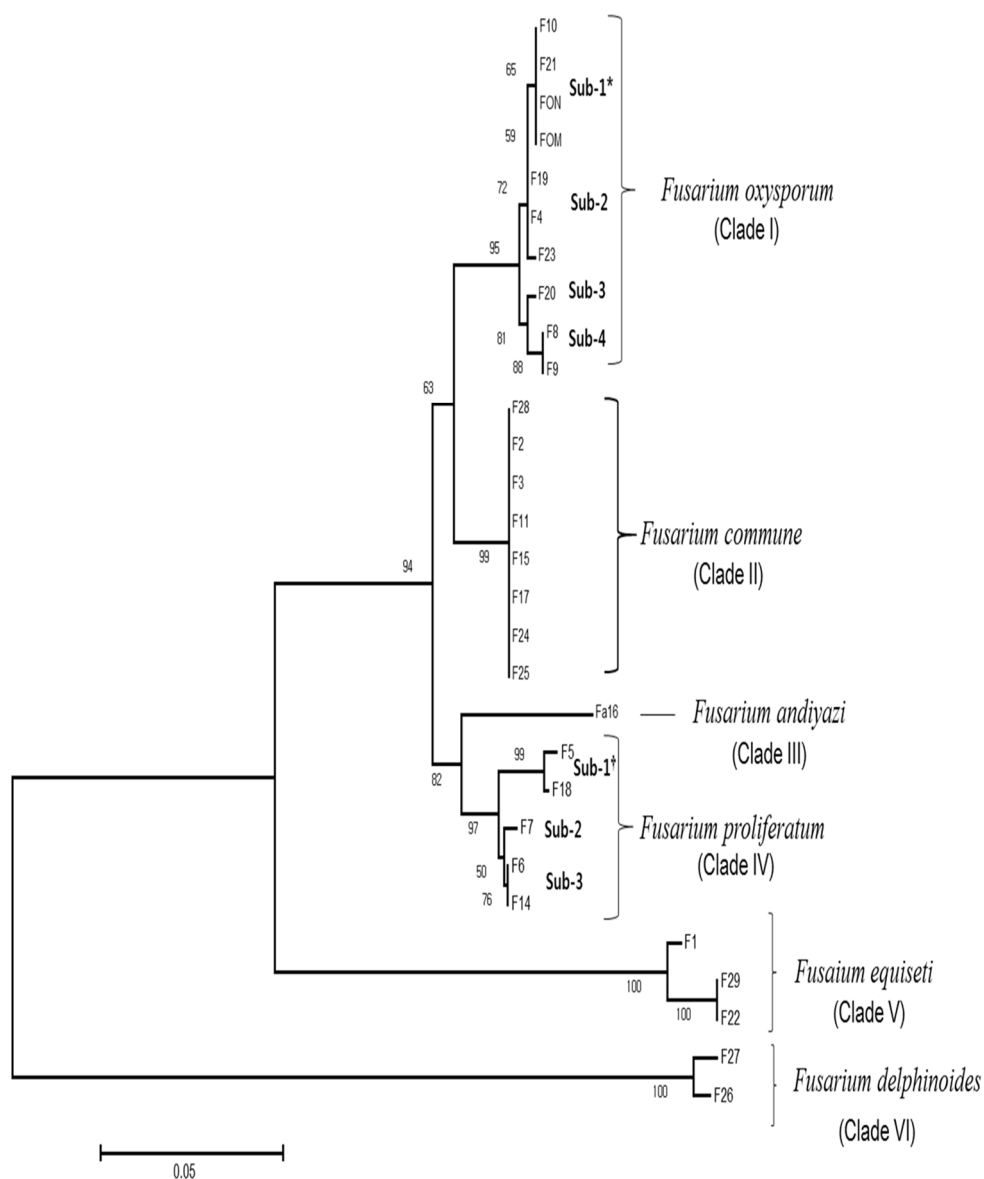 F10
F21
FON
FOM
65
Sub-1*
59
F19
72
F4
Sub-2
F23
95
F20
Sub-3
F8
81
Sub-4
88
F9
Fusarium oxysporum
(Clade I)
63
F28
F2
F3
F11
F15
99
F17
F24
F25
Fusarium commune
(Clade II)
94
Fa16
Fusarium andiyazi
(Clade III)
82
99
F5
Sub-1†
F18
97
F7
Sub-2
50
F6
Sub-3
76
F14
Fusarium proliferatum
(Clade IV)
F1
100
F29
100
F22
Fusaium equiseti
(Clade V)
F27
100
F26
Fusarium delphinoides
(Clade VI)
0.05